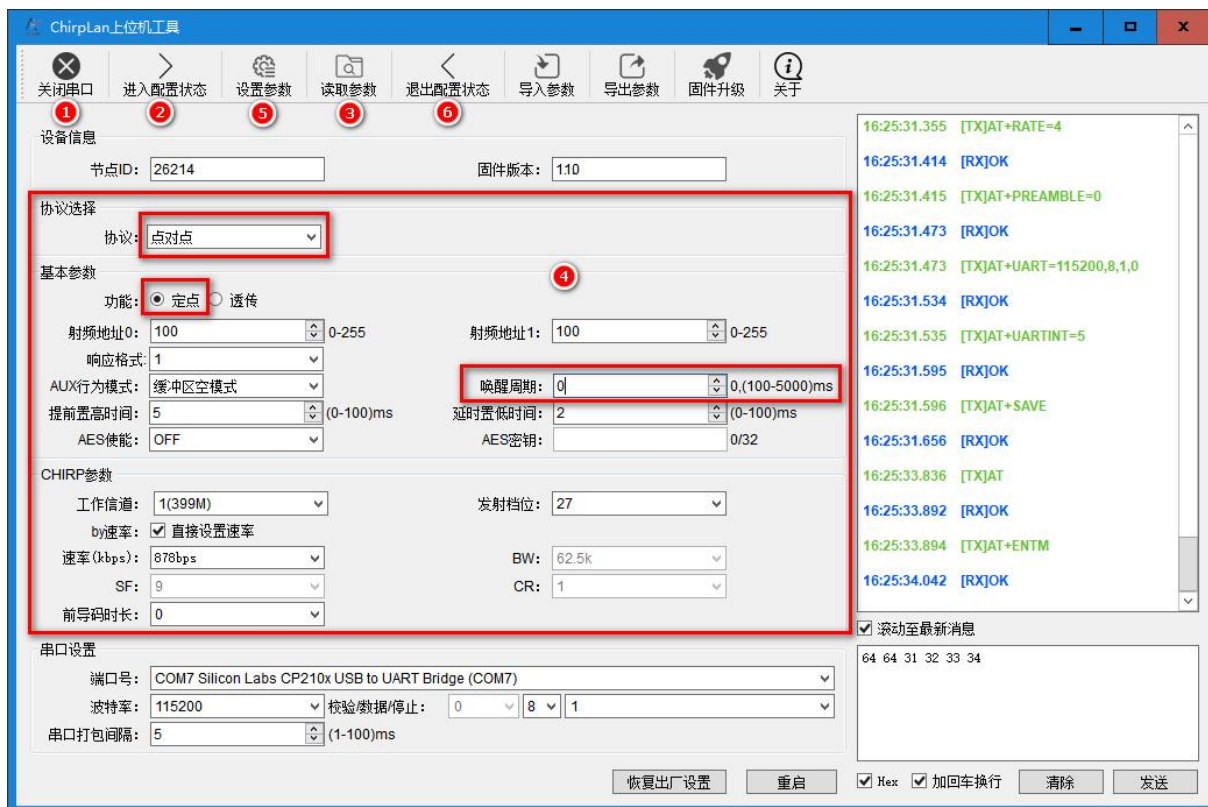 ChirpLan上位机工具
关闭串口 进入配置状态 设置参数 读取参数 退出配置状态 导入参数 导出参数 固件升级 关于
1 2 5 3 6
设备信息
节点ID: 26214 固件版本: 1.10
协议选择
协议: 点对点
基本参数
4
功能: 定点 透传
射频地址0: 100 0-255 射频地址1: 100 0-255
响应格式: 1
AUX行为模式: 缓冲区空模式 唤醒周期: 0 0,(100-5000)ms
提前置高时间: 5 (0-100)ms 延时置低时间: 2 (0-100)ms
AES使能: OFF AES密钥: 0/32
CHIRP参数
工作信道: 1(399M) 发射档位: 27
by速率: 直接设置速率
速率(kbps): 878bps BW: 62.5k
SF: 9 CR: 1
前导码时长: 0
串口设置
端口号: COM7 Silicon Labs CP210x USB to UART Bridge (COM7)
波特率: 115200 校验/数据/停止: 0 8 1
串口打包间隔: 5 (1-100)ms
恢复出厂设置 重启
16:25:31.355 [TX]AT+RATE=4
16:25:31.414 [RX]OK
16:25:31.415 [TX]AT+PREAMBLE=0
16:25:31.473 [RX]OK
16:25:31.473 [TX]AT+UART=115200,8,1,0
16:25:31.534 [RX]OK
16:25:31.535 [TX]AT+UARTINT=5
16:25:31.595 [RX]OK
16:25:31.596 [TX]AT+SAVE
16:25:31.656 [RX]OK
16:25:33.836 [TX]AT
16:25:33.892 [RX]OK
16:25:33.894 [TX]AT+ENTM
16:25:34.042 [RX]OK
滚动至最新消息
64 64 31 32 33 34
Hex 加回车换行 清除 发送